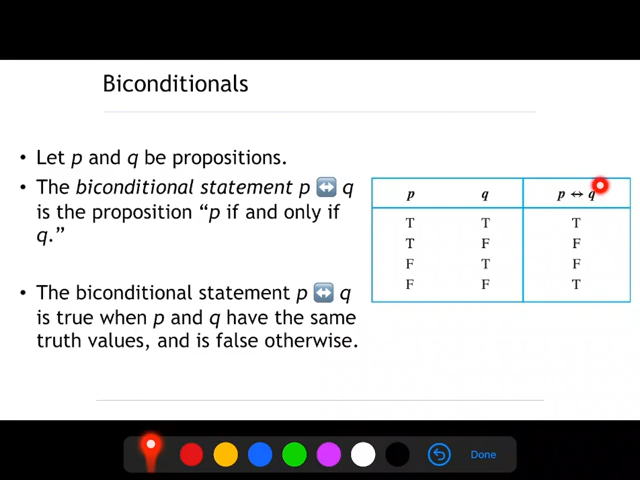 Biconditionals
• Let p and q be propositions.
• The biconditional statement p ↔️ q
is the proposition “p if and only if
q.”
• The biconditional statement p ↔️ q
is true when p and q have the same
truth values, and is false otherwise.
p q p ↔ q
T T T
T F F
F T F
F F T
Done